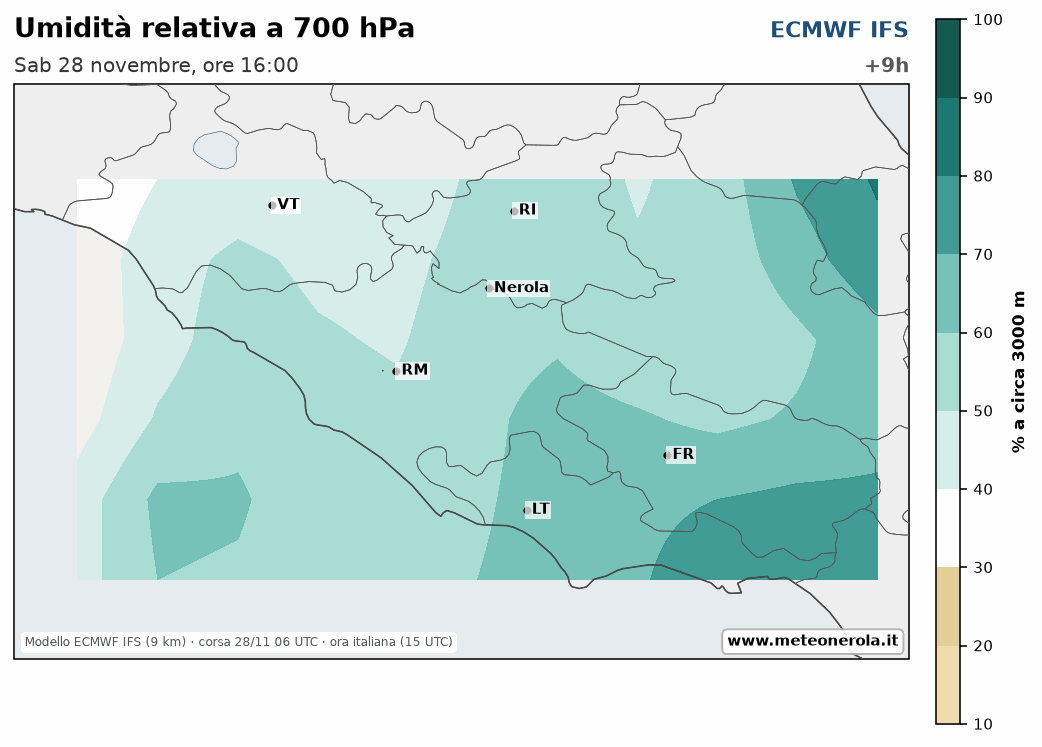 Umidità relativa a 700 hPa
ECMWF IFS
Sab 28 novembre, ore 16:00
+9h
VT
RI
Nerola
RM
FR
LT
Modello ECMWF IFS (9 km) · corsa 28/11 06 UTC · ora italiana (15 UTC)
www.meteonerola.it
100
90
80
70
60
50
40
30
20
10
% a circa 3000 m